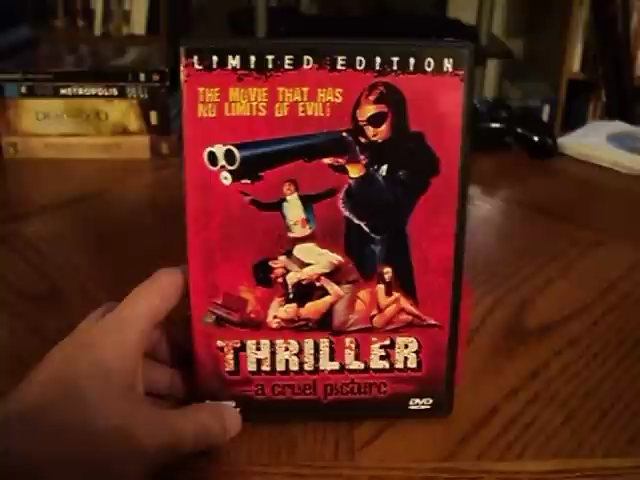 LIMITED EDITION
THE MOVIE THAT HAS
NO LIMITS OF EVIL!
METROPOLIS
THRILLER
a cruel picture
DVD